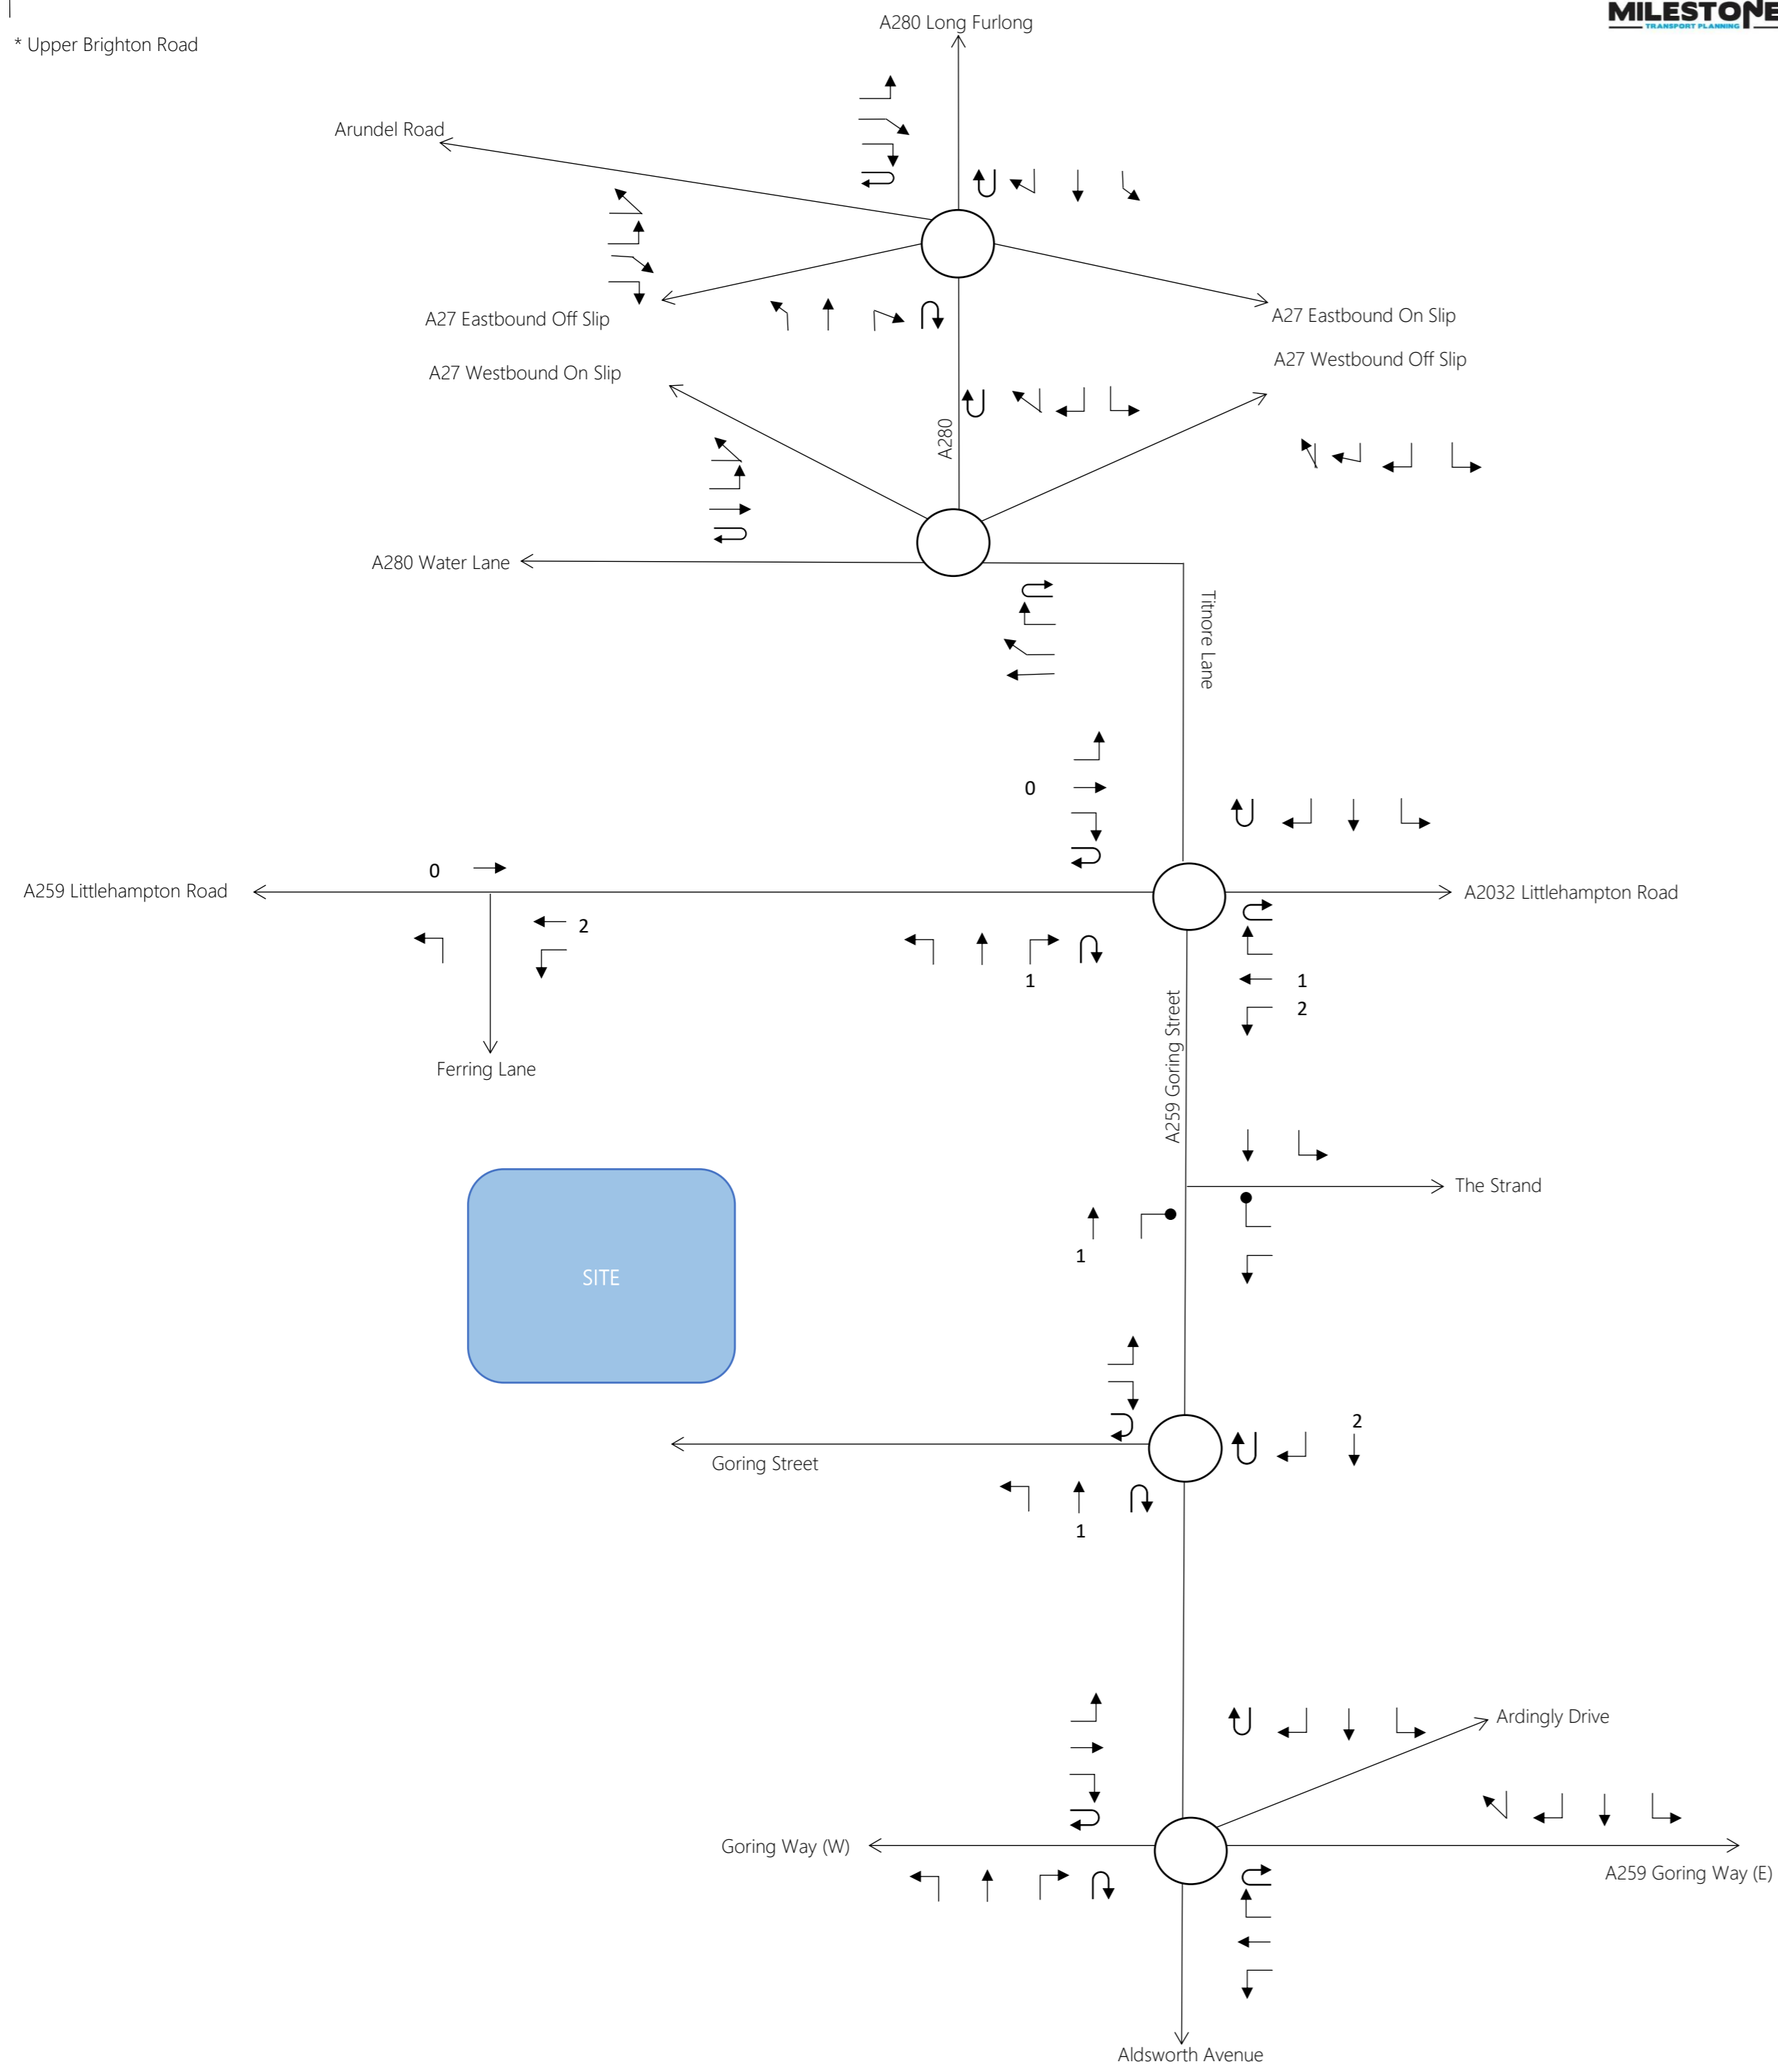 MILESTONE
TRANSPORT PLANNING
* Upper Brighton Road
A280 Long Furlong
Arundel Road
A27 Eastbound Off Slip
A27 Eastbound On Slip
A27 Westbound On Slip
A27 Westbound Off Slip
A280
A280 Water Lane
Titnore Lane
0
0
A259 Littlehampton Road
A2032 Littlehampton Road
2
1
1
2
A259 Goring Street
Ferring Lane
The Strand
1
SITE
2
Goring Street
1
Ardingly Drive
Goring Way (W)
A259 Goring Way (E)
Aldsworth Avenue